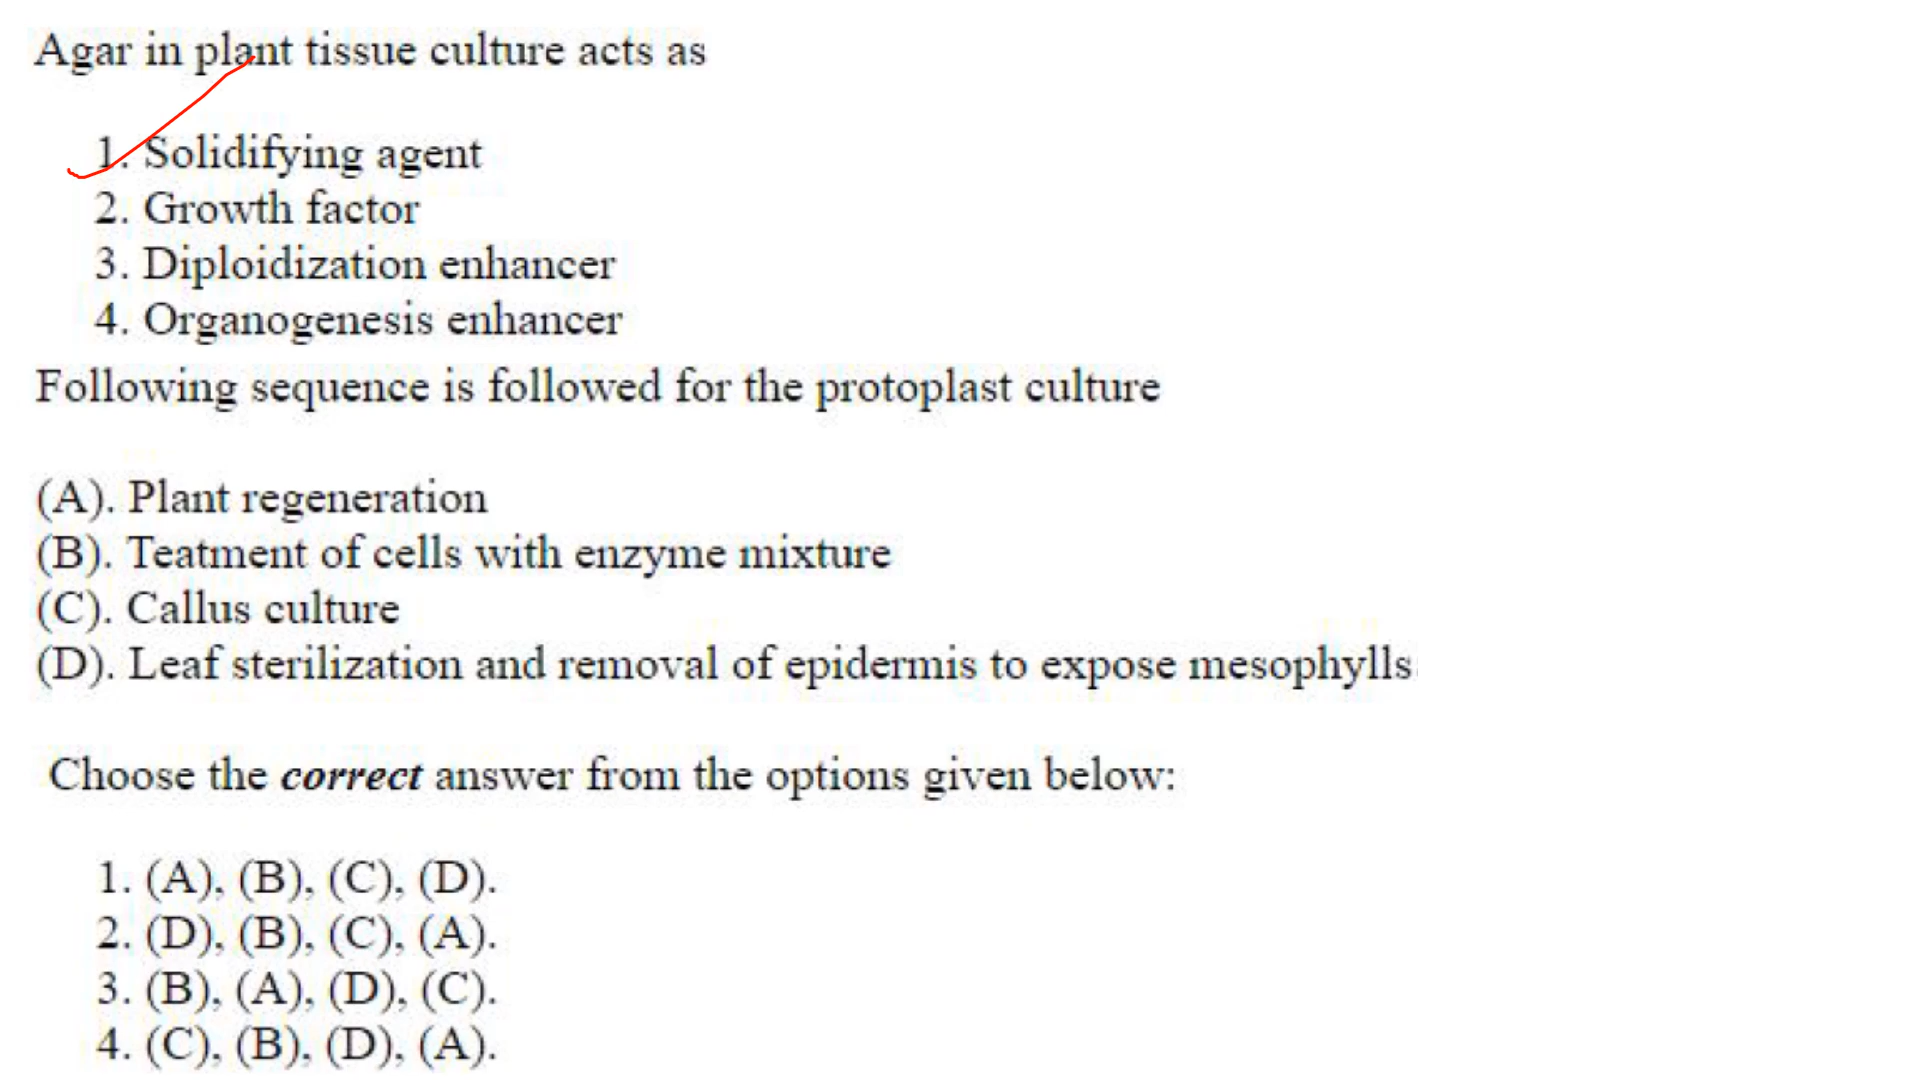 Agar in plant tissue culture acts as
1. Solidifying agent
2. Growth factor
3. Diploidization enhancer
4. Organogenesis enhancer
Following sequence is followed for the protoplast culture
(A). Plant regeneration
(B). Teatment of cells with enzyme mixture
(C). Callus culture
(D). Leaf sterilization and removal of epidermis to expose mesophylls
Choose the correct answer from the options given below:
1. (A), (B), (C), (D).
2. (D), (B), (C), (A).
3. (B), (A), (D), (C).
4. (C), (B), (D), (A).